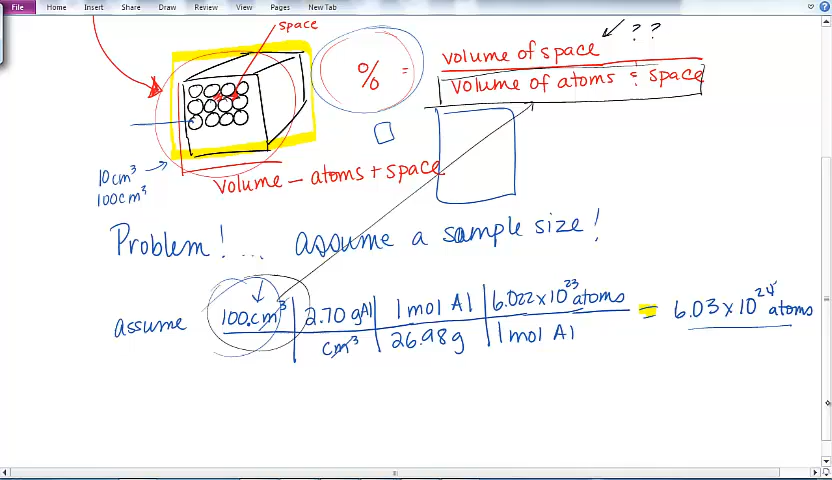 File Home Insert Share Draw Review View Pages New Tab
space
% =
volume of space ??
volume of atoms : space
10 cm³
100 cm³
volume - atoms + space
Problem! ... assume a sample size!
assume 100. cm³ | 2.70 g Al | 1 mol Al | 6.022 x 10²³ atoms = 6.03 x 10²⁴ atoms
cm³ | 26.98 g | 1 mol Al